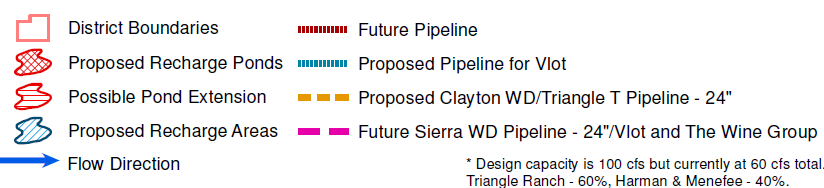 District Boundaries
Proposed Recharge Ponds
Possible Pond Extension
Proposed Recharge Areas
Flow Direction
Future Pipeline
Proposed Pipeline for Vlot
Proposed Clayton WD/Triangle T Pipeline - 24"
Future Sierra WD Pipeline - 24"/Vlot and The Wine Group
* Design capacity is 100 cfs but currently at 60 cfs total.
Triangle Ranch - 60%, Harman & Menefee - 40%.